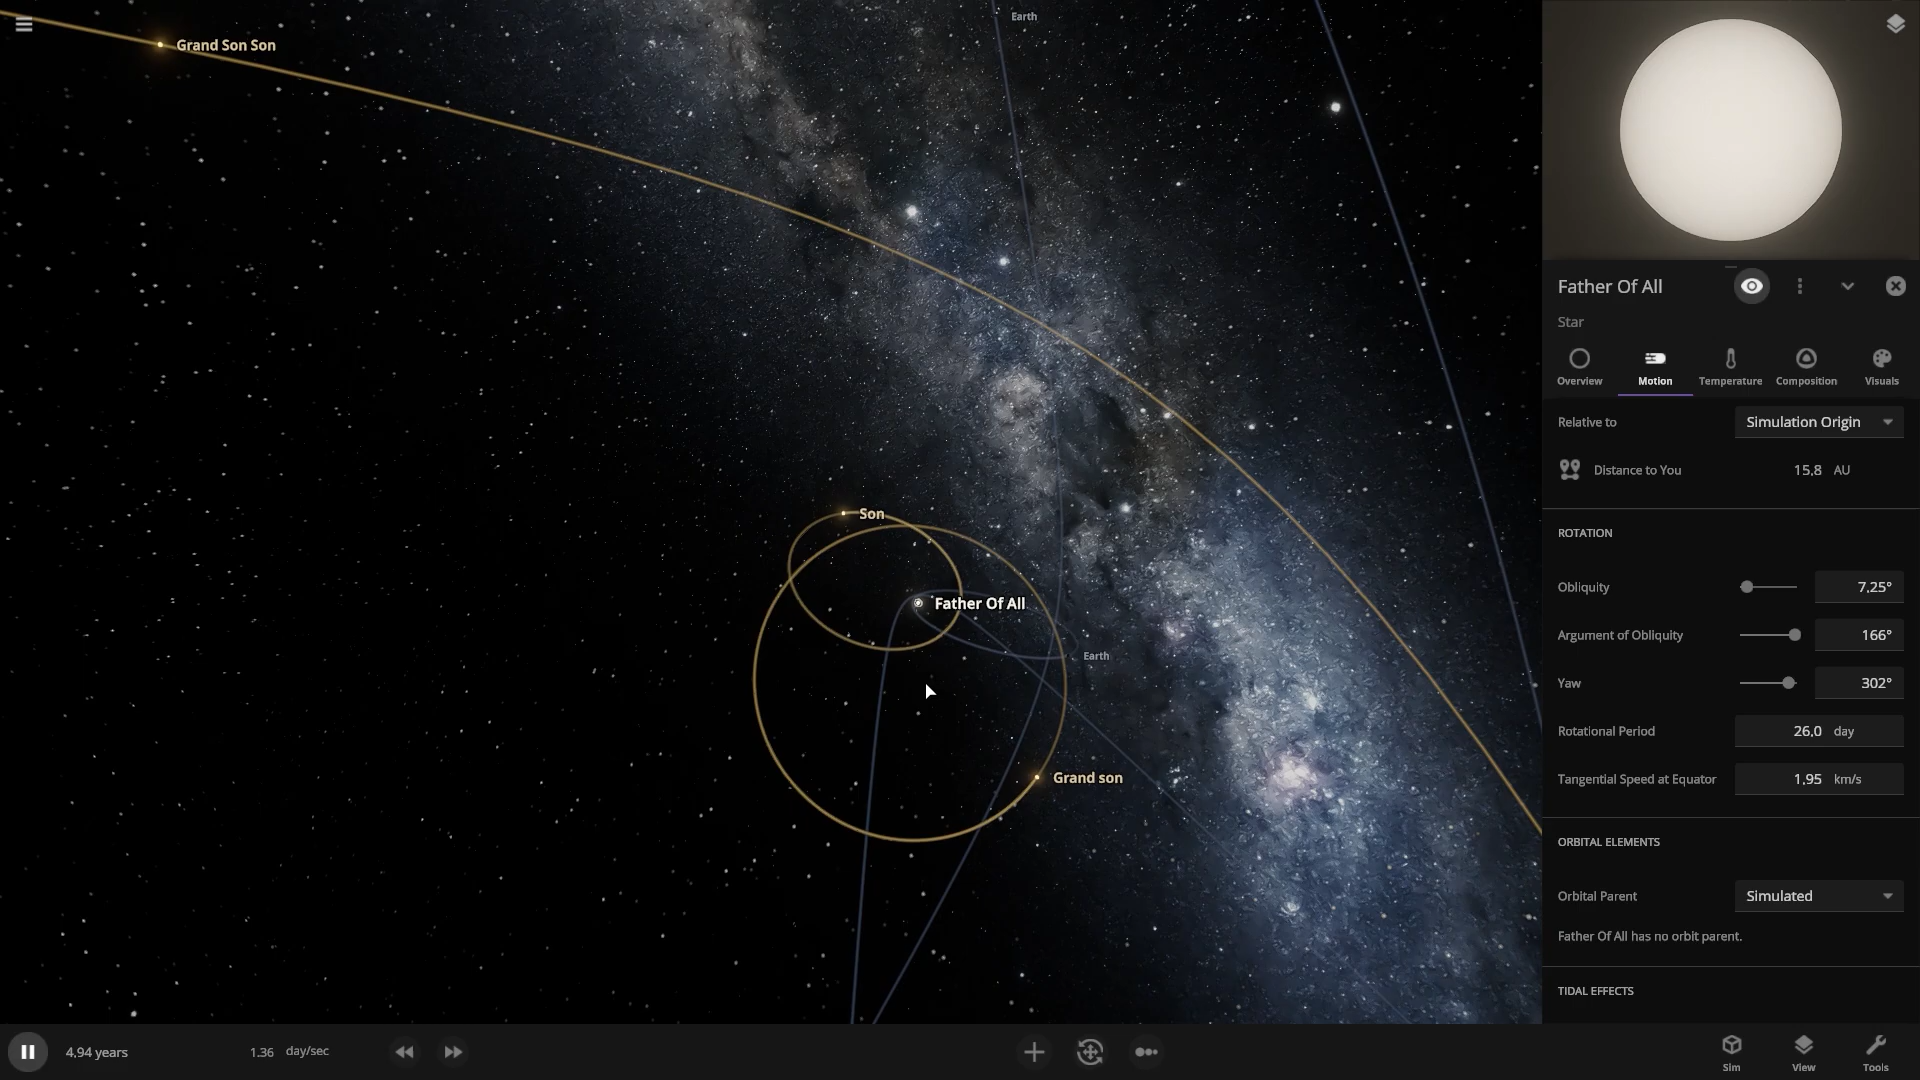 Grand Son Son
Earth
Son
Father Of All
Earth
Grand son
Father Of All
Star
Overview
Motion
Temperature
Composition
Visuals
Relative to Simulation Origin
Distance to You 15,8 AU
ROTATION
Obliquity 7,25°
Argument of Obliquity 166°
Yaw 302°
Rotational Period 26,0 day
Tangential Speed at Equator 1,95 km/s
ORBITAL ELEMENTS
Orbital Parent Simulated
Father Of All has no orbit parent.
TIDAL EFFECTS
4,94 years 1.36 day/sec
Sim
View
Tools